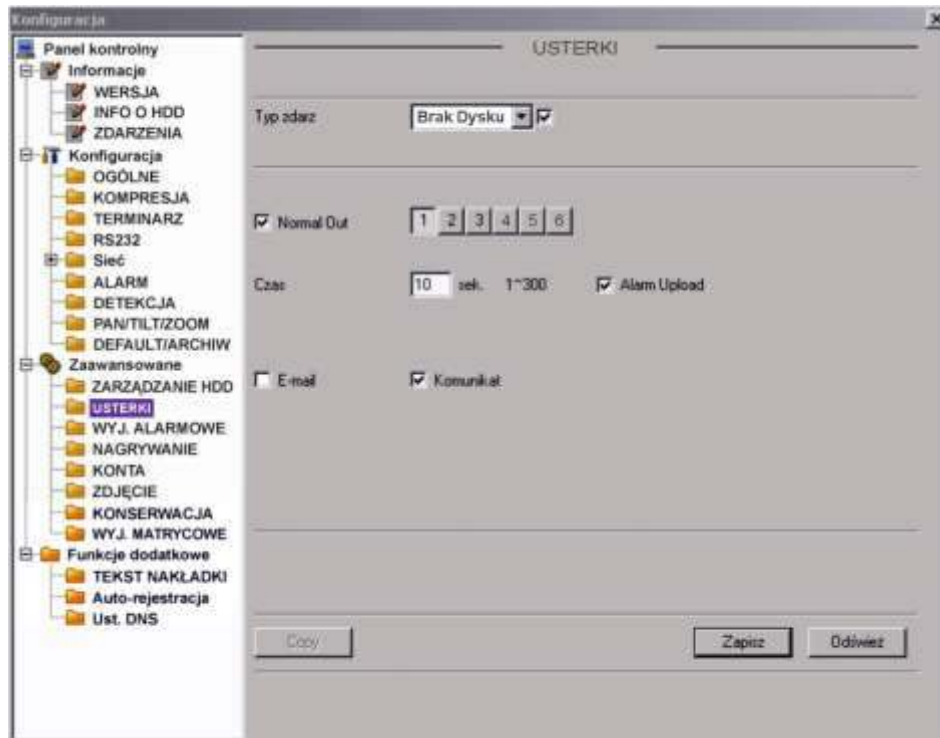 Konfiguracja
Panel kontrolny
Informacje
WERSJA
INFO O HDD
ZDARZENIA
Konfiguracja
OGÓLNE
KOMPRESJA
TERMINARZ
RS232
Sieć
ALARM
DETEKCJA
PAN/TILT/ZOOM
DEFAULT/ARCHIW
Zaawansowane
ZARZĄDZANIE HDD
USTERKI
WYJ. ALARMOWE
NAGRYWANIE
KONTA
ZDJĘCIE
KONSERWACJA
WYJ. MATRYCOWE
Funkcje dodatkowe
TEKST NAKŁADKI
Auto-rejestracja
Ust. DNS
USTERKI
Typ zdarz Brak Dysku
Normal Out 1 2 3 4 5 6
Czas 10 sek. 1~300 Alarm Upload
E-mail Komunikat
Copy Zapisz Odśwież